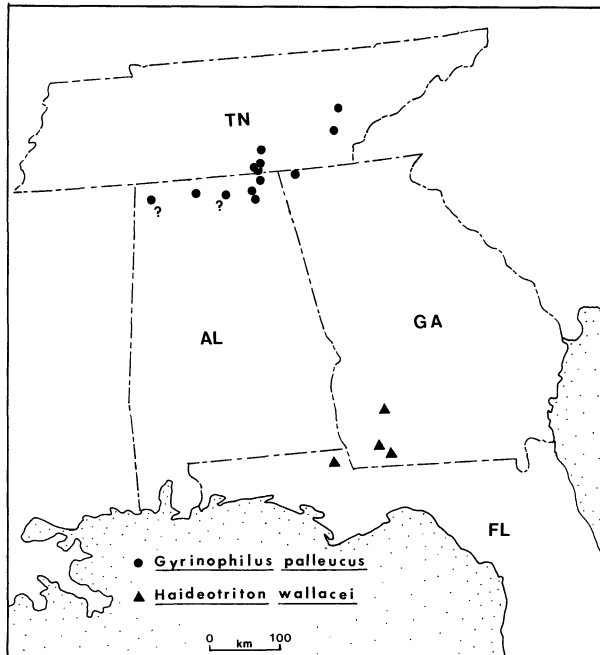 TN
?
?
GA
AL
FL
● Gyrinophilus palleucus
▲ Haideotriton wallacei
0 km 100